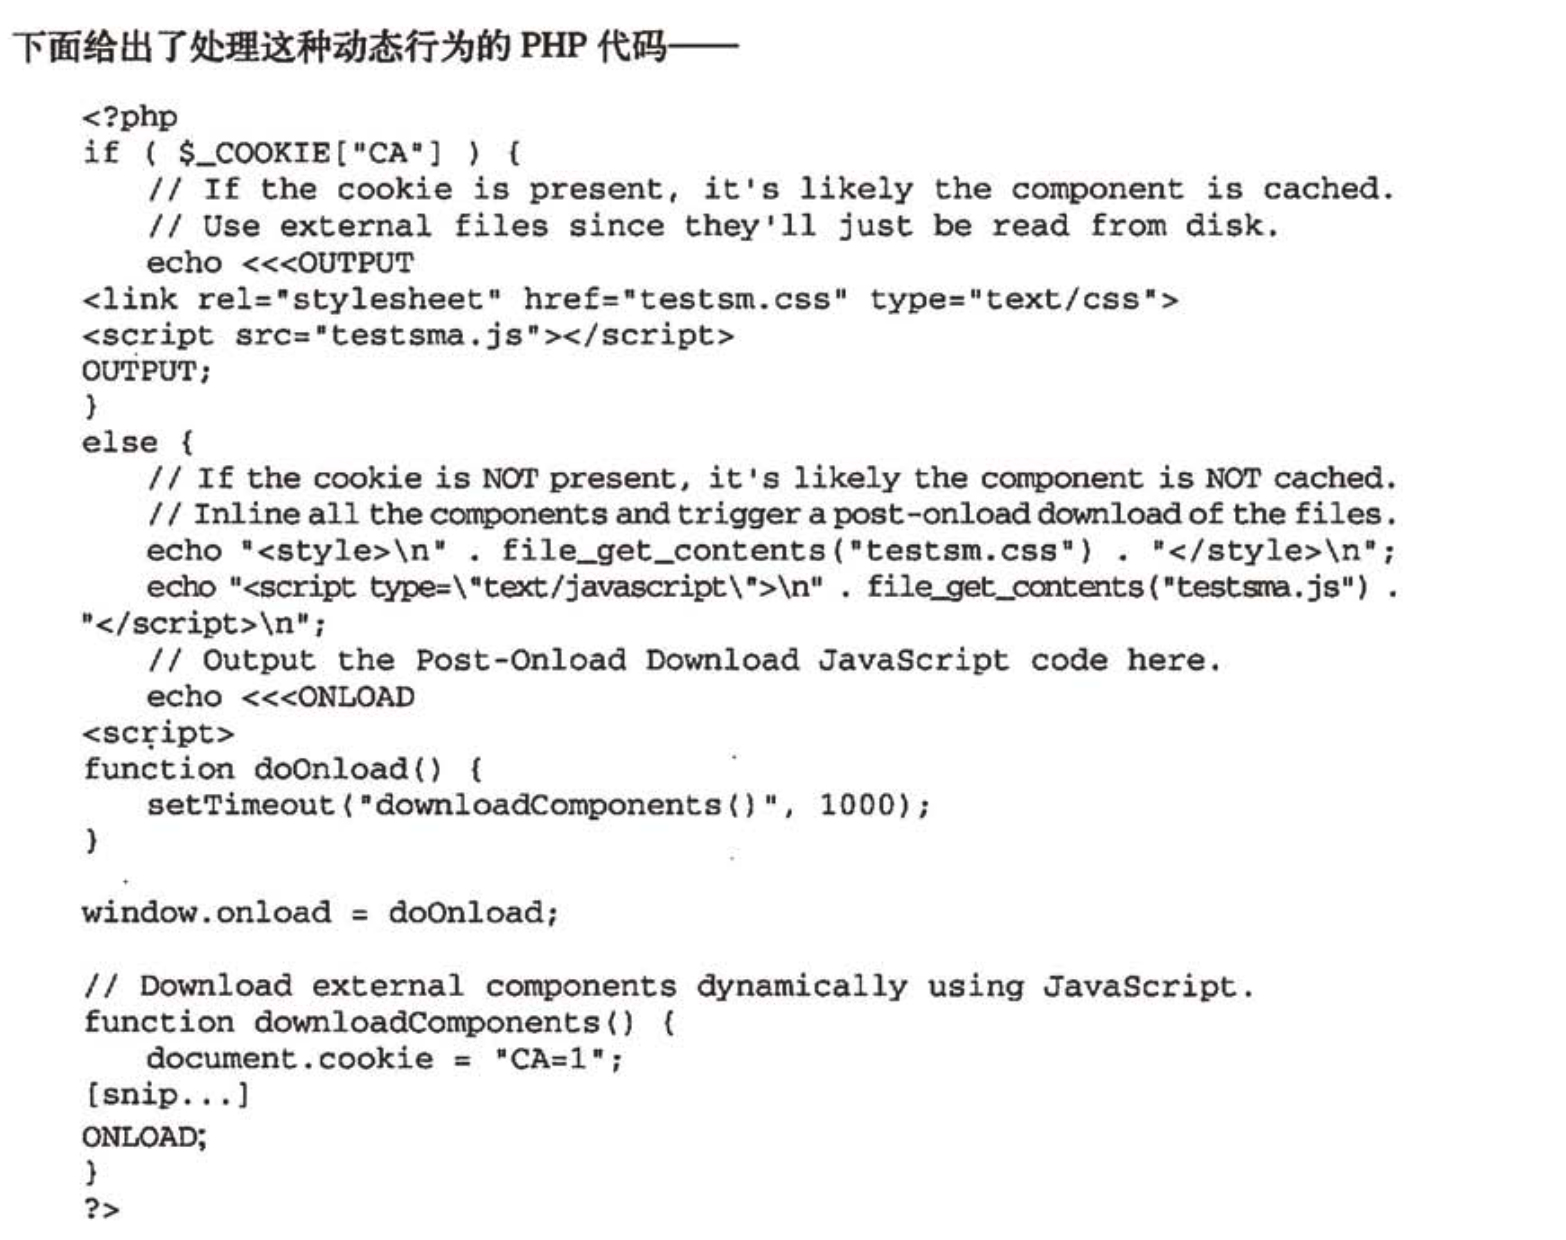 下面给出了处理这种动态行为的 PHP 代码——
<?php
if ( $_COOKIE["CA"] ) {
// If the cookie is present, it's likely the component is cached.
// Use external files since they'll just be read from disk.
echo <<<OUTPUT
<link rel="stylesheet" href="testsm.css" type="text/css">
<script src="testsma.js"></script>
OUTPUT;
}
else {
// If the cookie is NOT present, it's likely the component is NOT cached.
// Inline all the components and trigger a post-onload download of the files.
echo "<style>\n" . file_get_contents("testsm.css") . "</style>\n";
echo "<script type=\"text/javascript\">\n" . file_get_contents("testsma.js") .
"</script>\n";
// Output the Post-Onload Download JavaScript code here.
echo <<<ONLOAD
<script>
function doOnload() {
setTimeout("downloadComponents()", 1000);
}
window.onload = doOnload;
// Download external components dynamically using JavaScript.
function downloadComponents() {
document.cookie = "CA=1";
[snip...]
ONLOAD;
}
?>